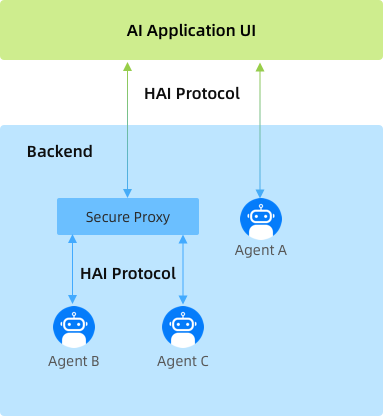 AI Application UI
HAI Protocol
Backend
Secure Proxy
Agent A
HAI Protocol
Agent B
Agent C